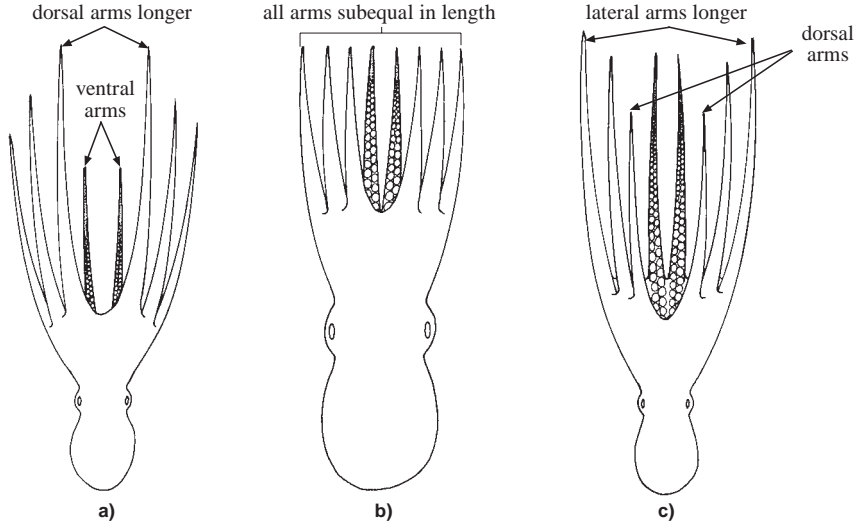 dorsal arms longer
ventral
arms
a)
all arms subequal in length
b)
lateral arms longer
dorsal
arms
c)